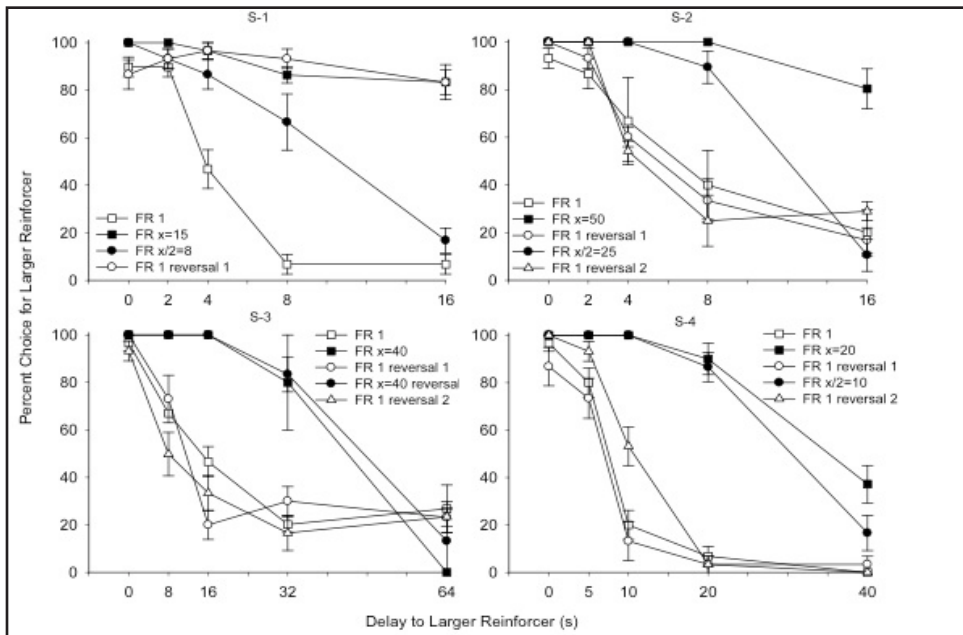 S-1
S-2
Percent Choice for Larger Reinforcer
100
80
60
40
20
0
FR 1
FR x=15
FR x/2=8
FR 1 reversal 1
0 2 4 8 16
100
80
60
40
20
0
FR 1
FR x=50
FR 1 reversal 1
FR x/2=25
FR 1 reversal 2
0 2 4 8 16
S-3
S-4
100
80
60
40
20
0
FR 1
FR x=40
FR 1 reversal 1
FR x=40 reversal
FR 1 reversal 2
0 8 16 32 64
100
80
60
40
20
0
FR 1
FR x=20
FR 1 reversal 1
FR x/2=10
FR 1 reversal 2
0 5 10 20 40
Delay to Larger Reinforcer (s)